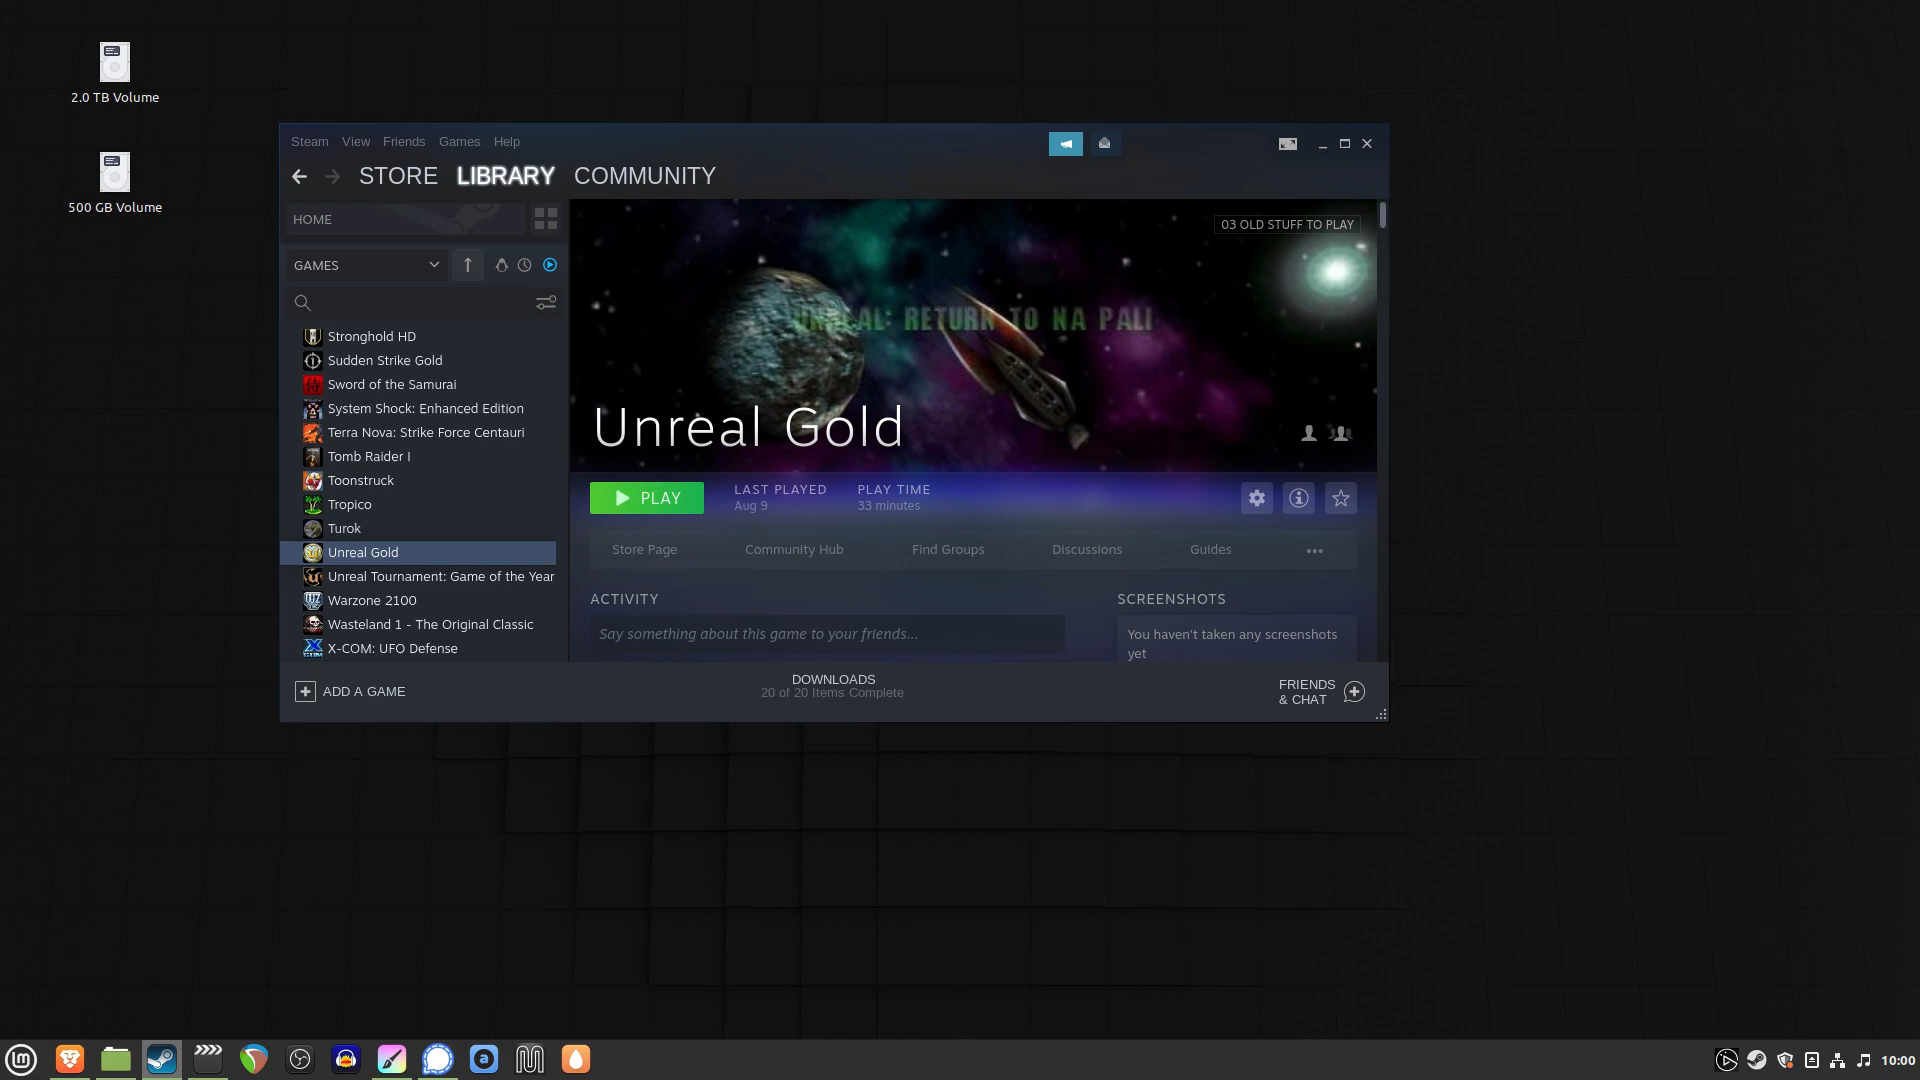 2.0 TB Volume
500 GB Volume
Steam View Friends Games Help
STORE LIBRARY COMMUNITY
HOME
GAMES
Stronghold HD
Sudden Strike Gold
Sword of the Samurai
System Shock: Enhanced Edition
Terra Nova: Strike Force Centauri
Tomb Raider I
Toonstruck
Tropico
Turok
Unreal Gold
Unreal Tournament: Game of the Year
Warzone 2100
Wasteland 1 - The Original Classic
X-COM: UFO Defense
03 OLD STUFF TO PLAY
UNREAL: RETURN TO NA PALI
Unreal Gold
PLAY
LAST PLAYED
Aug 9
PLAY TIME
33 minutes
Store Page Community Hub Find Groups Discussions Guides
ACTIVITY
Say something about this game to your friends...
SCREENSHOTS
You haven't taken any screenshots
yet
ADD A GAME
DOWNLOADS
20 of 20 Items Complete
FRIENDS
& CHAT
10:00